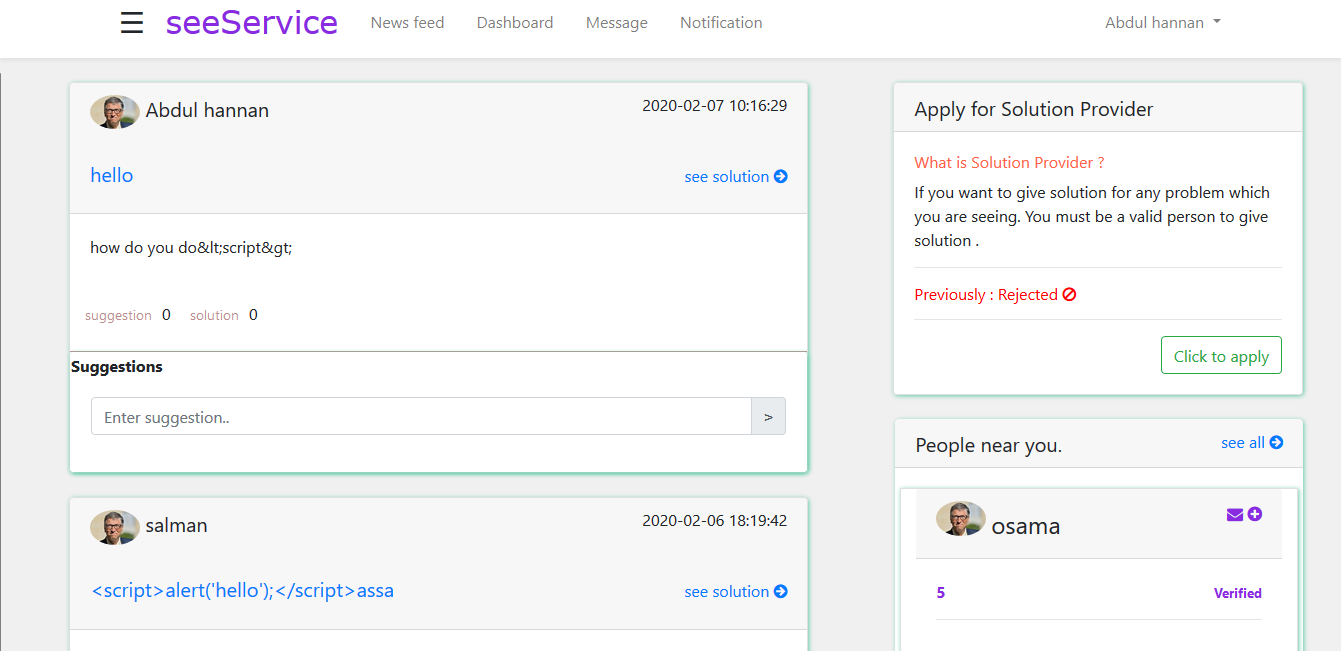 ☰ seeService News feed Dashboard Message Notification Abdul hannan
Abdul hannan 2020-02-07 10:16:29
hello see solution
how do you do&lt;script&gt;
suggestion 0 solution 0
Suggestions
Enter suggestion.. >
salman 2020-02-06 18:19:42
<script>alert('hello');</script>assa see solution
Apply for Solution Provider
What is Solution Provider ?
If you want to give solution for any problem which
you are seeing. You must be a valid person to give
solution .
Previously : Rejected
Click to apply
People near you. see all
osama
5 Verified